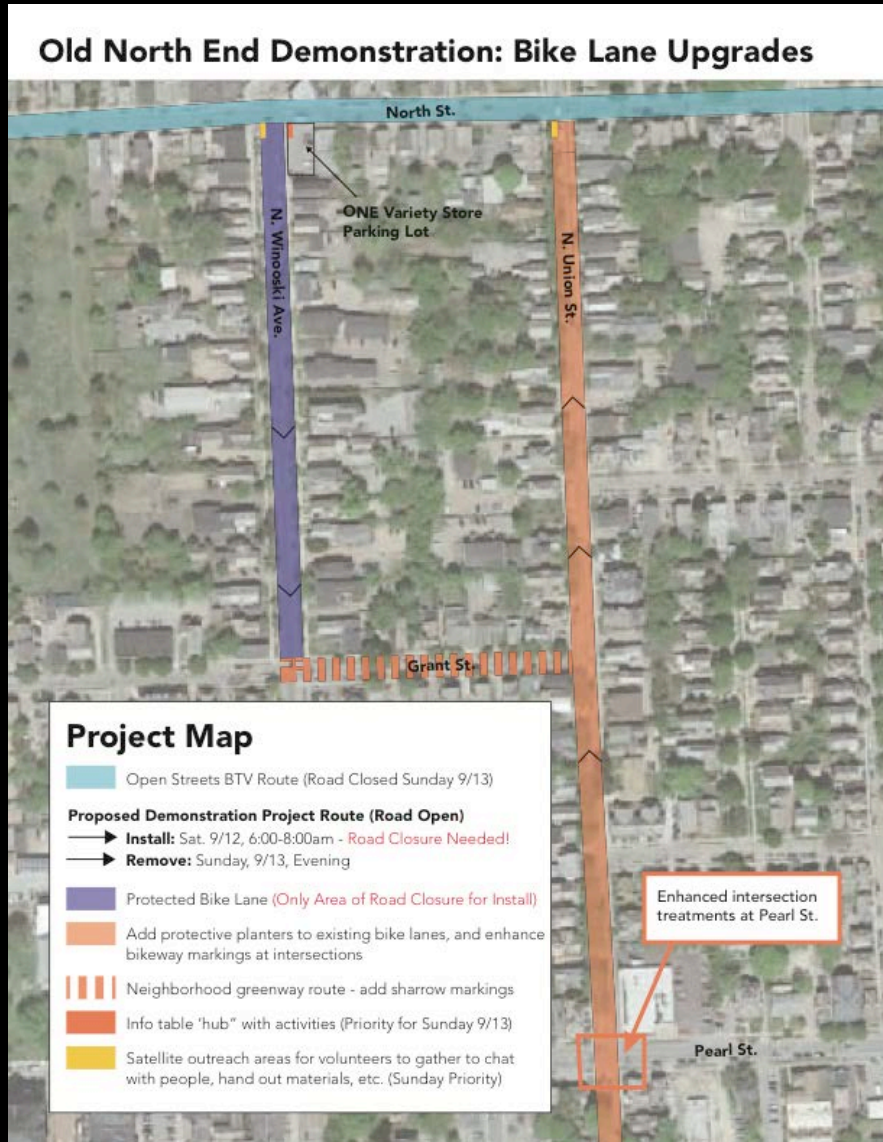 Old North End Demonstration: Bike Lane Upgrades
North St.
ONE Variety Store
Parking Lot
N. Winooski Ave.
N. Union St.
Grant St.
Project Map
Open Streets BTV Route (Road Closed Sunday 9/13)
Proposed Demonstration Project Route (Road Open)
Install: Sat. 9/12, 6:00-8:00am - Road Closure Needed!
Remove: Sunday, 9/13, Evening
Protected Bike Lane (Only Area of Road Closure for Install)
Add protective planters to existing bike lanes, and enhance
bikeway markings at intersections
Neighborhood greenway route - add sharrow markings
Info table ‘hub” with activities (Priority for Sunday 9/13)
Satellite outreach areas for volunteers to gather to chat
with people, hand out materials, etc. (Sunday Priority)
Enhanced intersection
treatments at Pearl St.
Pearl St.